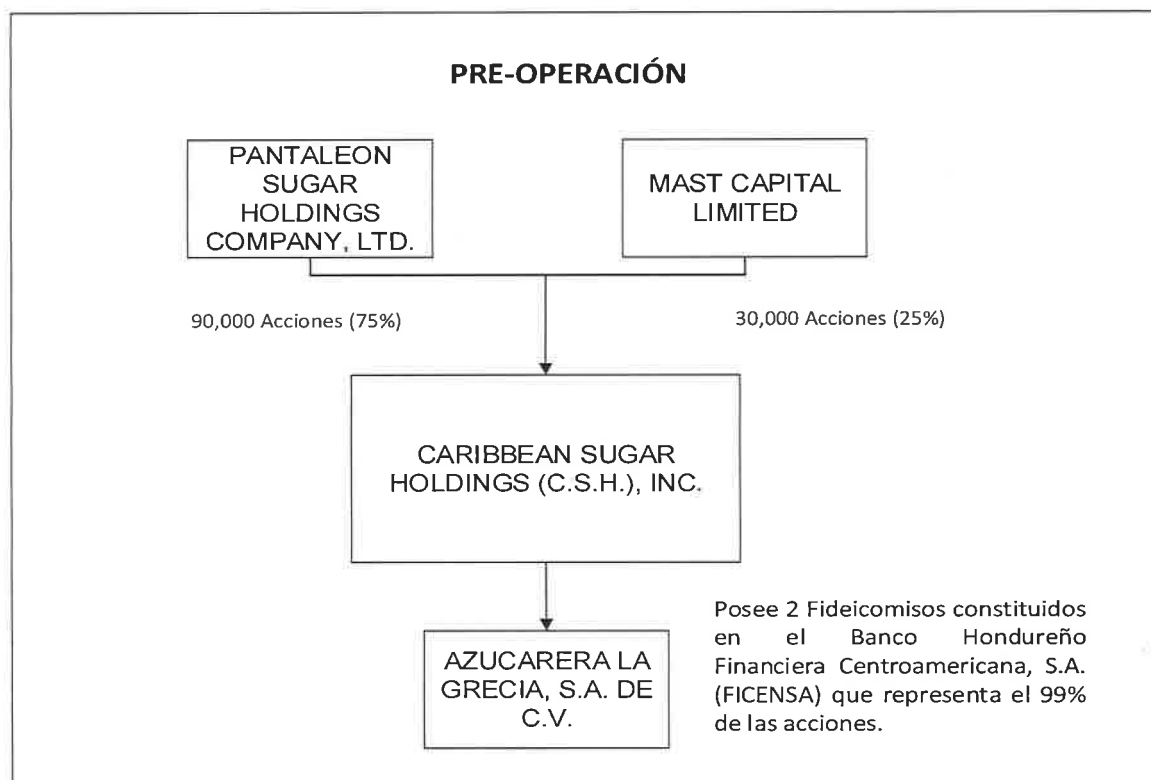 PRE-OPERACIÓN
PANTALEON
SUGAR
HOLDINGS
COMPANY, LTD.
MAST CAPITAL
LIMITED
90,000 Acciones (75%)
30,000 Acciones (25%)
CARIBBEAN SUGAR
HOLDINGS (C.S.H.), INC.
AZUCARERA LA
GRECIA, S.A. DE
C.V.
Posee 2 Fideicomisos constituidos
en el Banco Hondureño
Financiera Centroamericana, S.A.
(FICENSA) que representa el 99%
de las acciones.